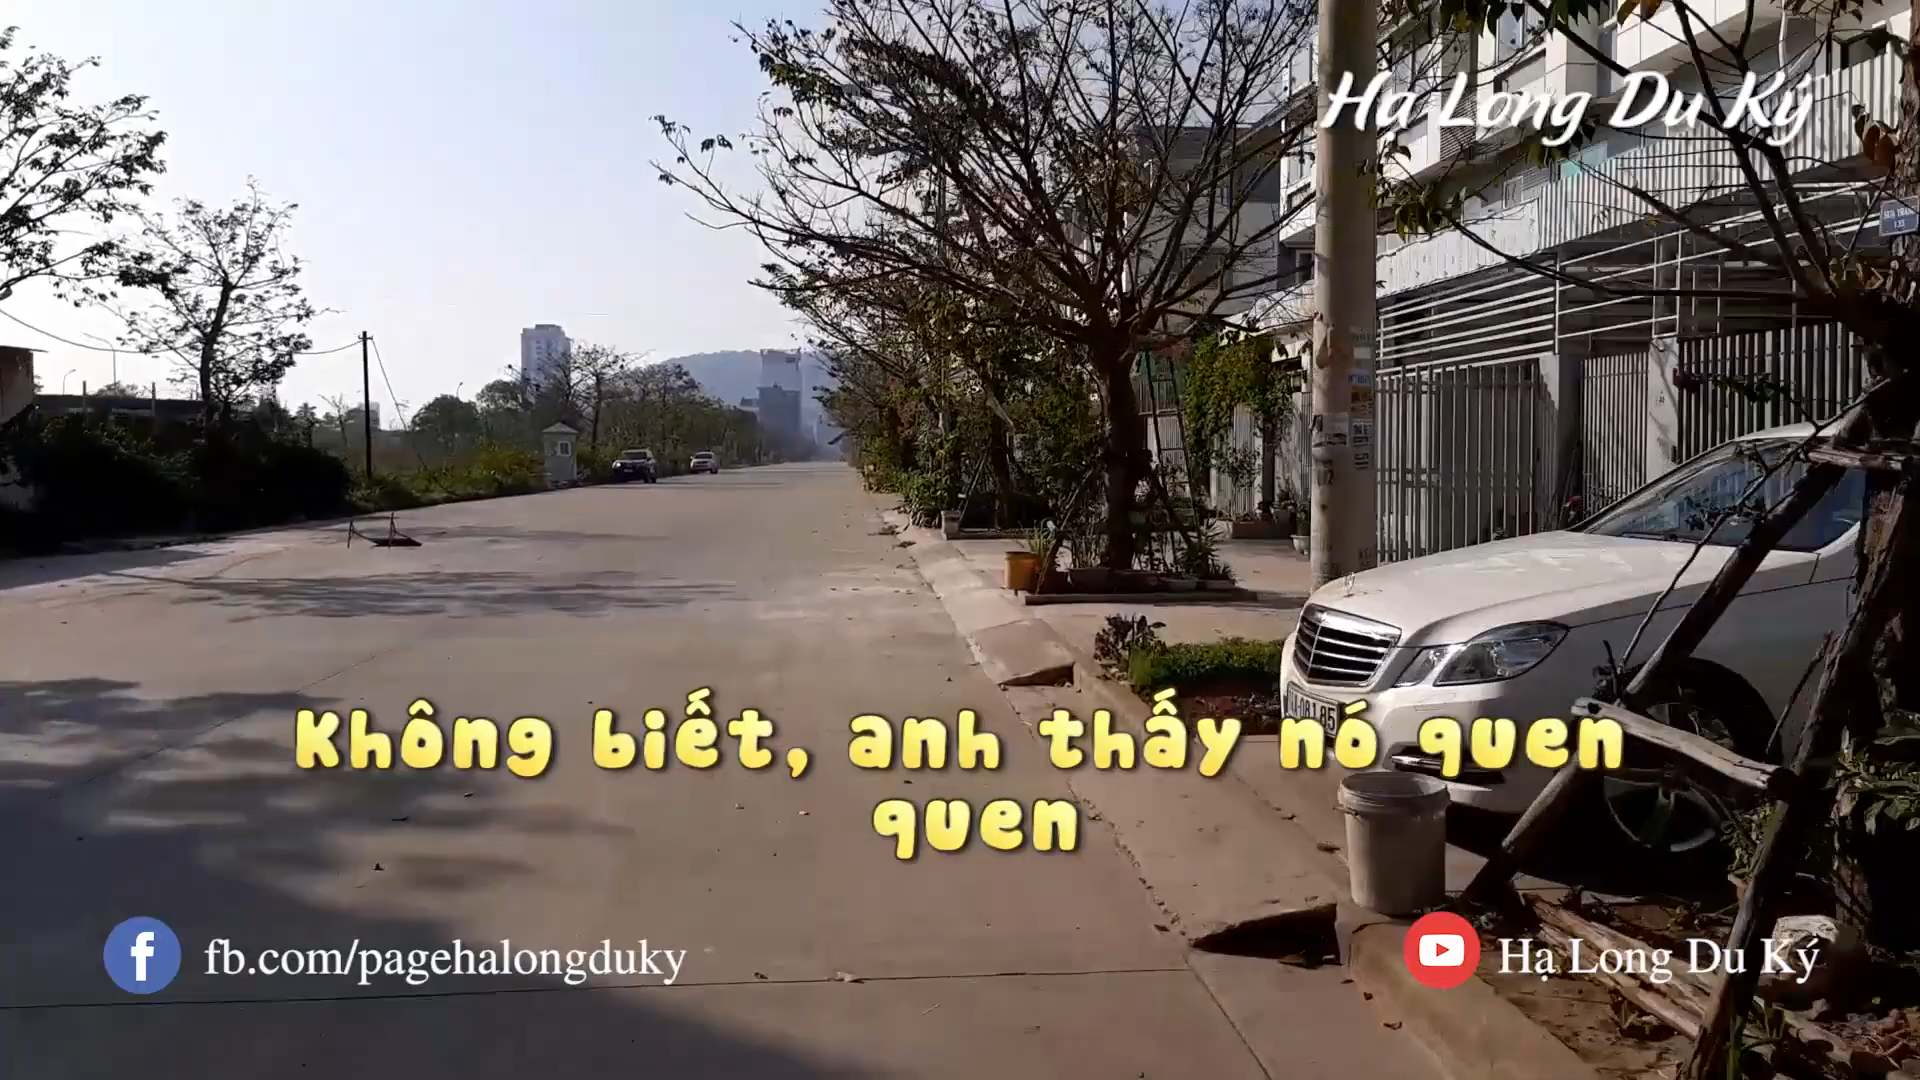 Hạ Long Du Ký
Không biết, anh thấy nó quen
quen
fb.com/pagehalongduky
Hạ Long Du Ký